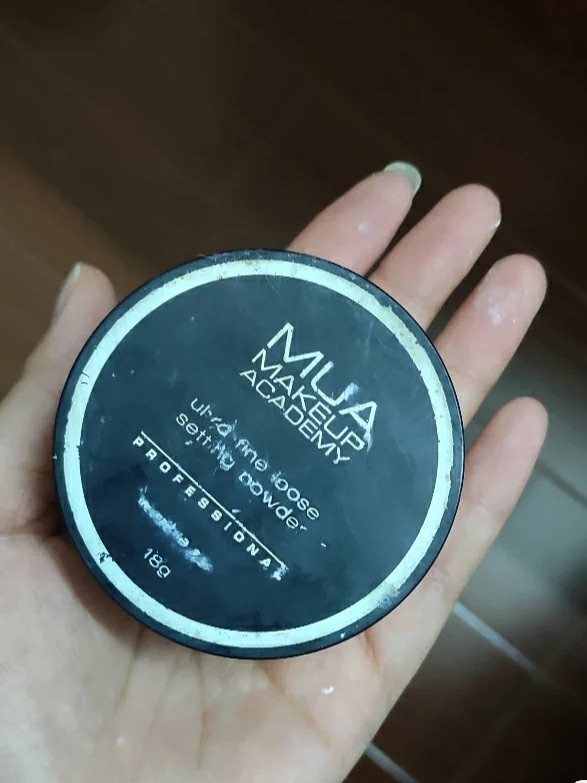 MUA
MAKEUP
ACADEMY
ultra fine loose
setting powder
PROFESSIONAL
18g